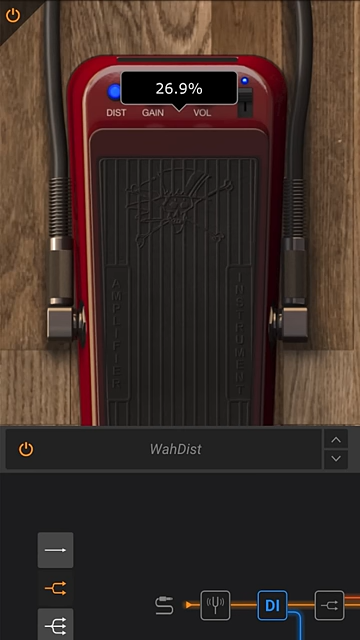 26.9%
DIST GAIN VOL
AMPLIFIER
INSTRUMENT
WahDist
DI